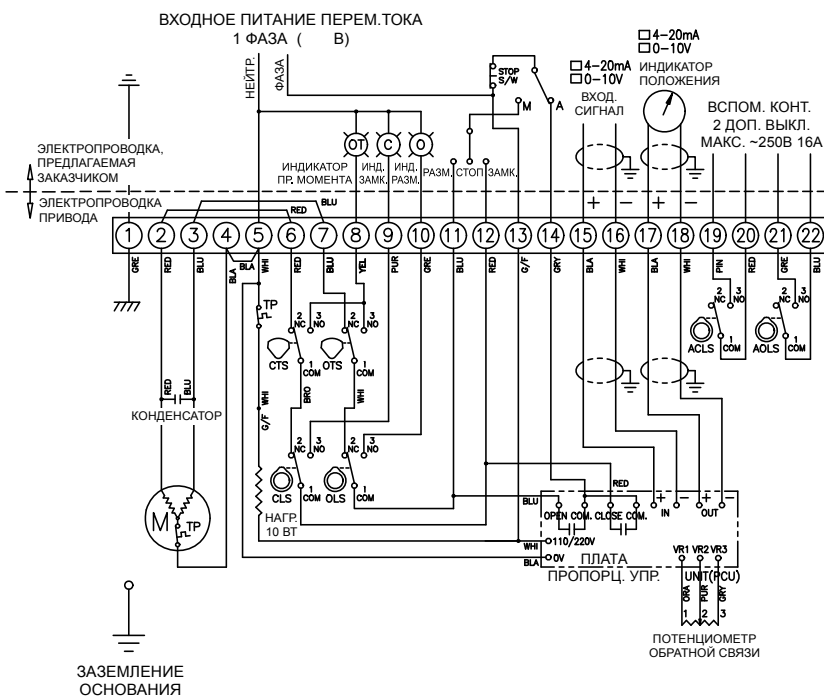 ВХОДНОЕ ПИТАНИЕ ПЕРЕМ.ТОКА
1 ФАЗА ( В)
НЕЙТР.
ФАЗА
STOP
S/W
M
A
□4-20mA
□0-10V
ВХОД.
СИГНАЛ
□4-20mA
□0-10V
ИНДИКАТОР
ПОЛОЖЕНИЯ
ВСПОМ. КОНТ.
2 ДОП. ВЫКЛ.
МАКС. ~250В 16А
ЭЛЕКТРОПРОВОДКА,
ПРЕДЛАГАЕМАЯ
ЗАКАЗЧИКОМ
ЭЛЕКТРОПРОВОДКА
ПРИВОДА
OT
C
O
ИНДИКАТОР
ПР. МОМЕНТА
ИНД.
ЗАМК.
ИНД.
РАЗМ.
РАЗМ.
СТОП
ЗАМК.
BLU
RED
+ - + -
1 2 3 4 5 6 7 8 9 10 11 12 13 14 15 16 17 18 19 20 21 22
GRE RED BLU BLA WHI RED BLU YEL PUR GRE BLU RED G/F GRY BLA WHI BLA WHI PIN RED GRE BLU
BLA
TP
2 NC 3 NO
1 COM
CTS
2 NC 3 NO
1 COM
OTS
2 NC 3 NO
1 COM
ACLS
2 NC 3 NO
1 COM
AOLS
RED
BLU
КОНДЕНСАТОР
WHI
G/F
BRO
WHI
2 NC 3 NO
1 COM
CLS
2 NC 3 NO
1 COM
OLS
НАГР.
10 ВТ
M
TP
RED
BLU
OPEN COM. CLOSE COM.
+ IN -
+ OUT -
WHI
110/220V
BLA
0V
ПЛАТА
ПРОПОРЦ. УПР.
UNIT(PCU)
VR1 VR2 VR3
ORA PUR GRY
1 2 3
ПОТЕНЦИОМЕТР
ОБРАТНОЙ СВЯЗИ
ЗАЗЕМЛЕНИЕ
ОСНОВАНИЯ